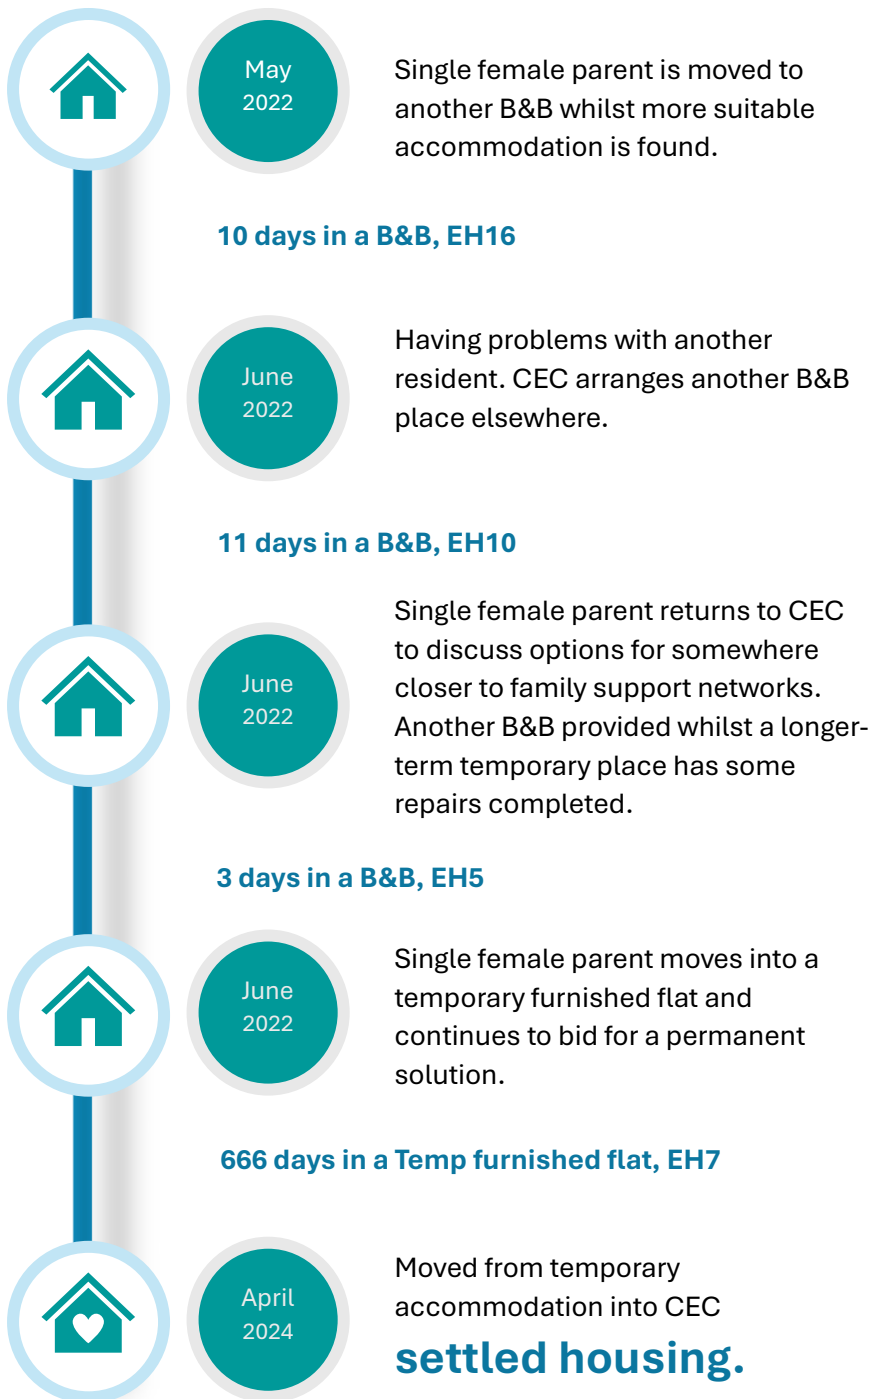 May
2022
Single female parent is moved to
another B&B whilst more suitable
accommodation is found.
10 days in a B&B, EH16
June
2022
Having problems with another
resident. CEC arranges another B&B
place elsewhere.
11 days in a B&B, EH10
June
2022
Single female parent returns to CEC
to discuss options for somewhere
closer to family support networks.
Another B&B provided whilst a longer-
term temporary place has some
repairs completed.
3 days in a B&B, EH5
June
2022
Single female parent moves into a
temporary furnished flat and
continues to bid for a permanent
solution.
666 days in a Temp furnished flat, EH7
April
2024
Moved from temporary
accommodation into CEC
settled housing.